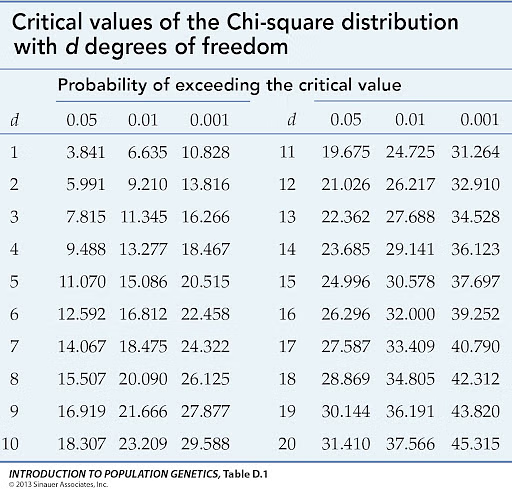 Critical values of the Chi-square distribution
with d degrees of freedom
Probability of exceeding the critical value
d 0.05 0.01 0.001 d 0.05 0.01 0.001
1 3.841 6.635 10.828 11 19.675 24.725 31.264
2 5.991 9.210 13.816 12 21.026 26.217 32.910
3 7.815 11.345 16.266 13 22.362 27.688 34.528
4 9.488 13.277 18.467 14 23.685 29.141 36.123
5 11.070 15.086 20.515 15 24.996 30.578 37.697
6 12.592 16.812 22.458 16 26.296 32.000 39.252
7 14.067 18.475 24.322 17 27.587 33.409 40.790
8 15.507 20.090 26.125 18 28.869 34.805 42.312
9 16.919 21.666 27.877 19 30.144 36.191 43.820
10 18.307 23.209 29.588 20 31.410 37.566 45.315
INTRODUCTION TO POPULATION GENETICS, Table D.1
© 2013 Sinauer Associates, Inc.